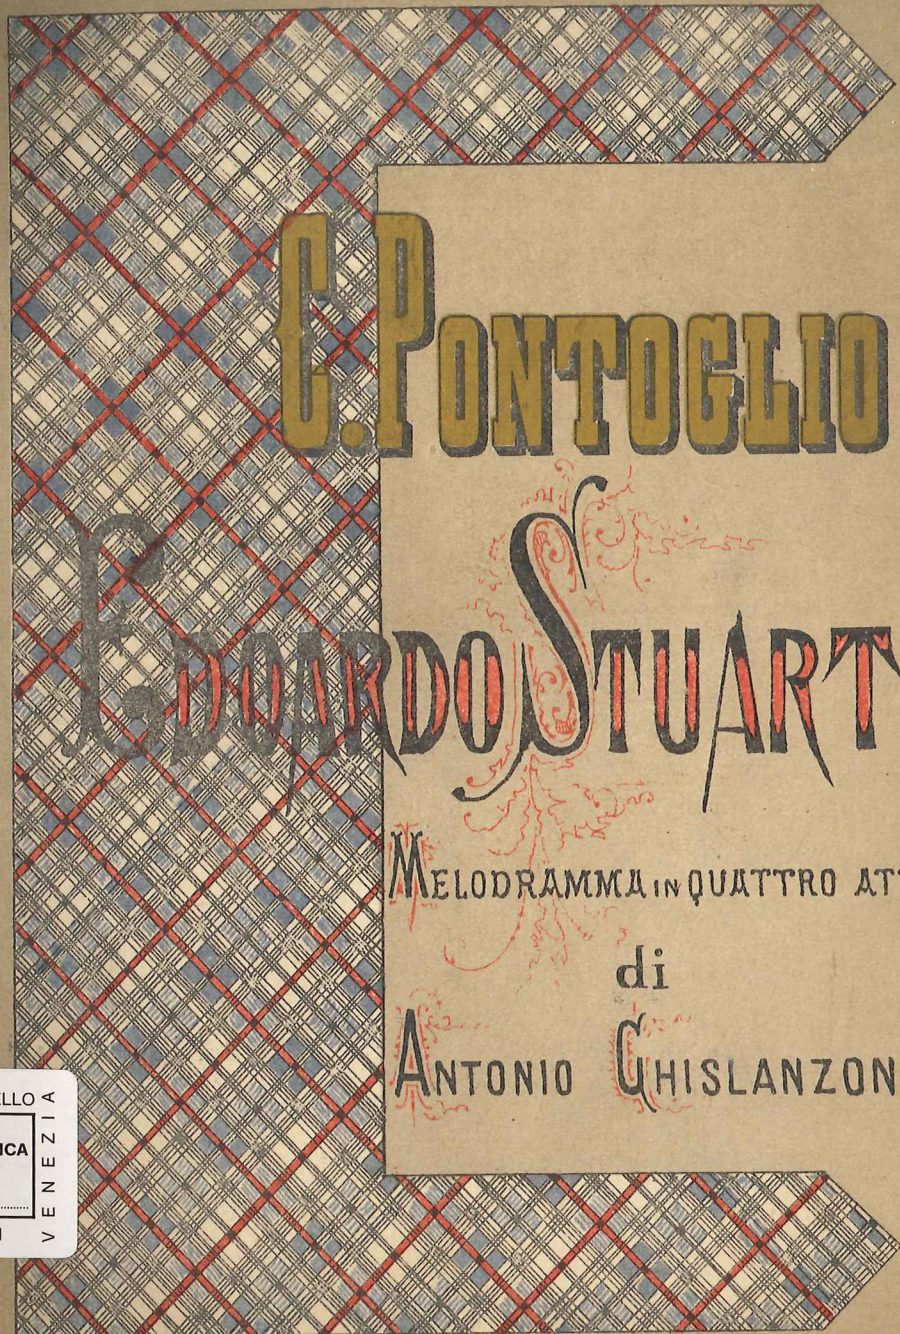 C. PONTOGLIO
EDOARDO STUART
MELODRAMMA IN QUATTRO AT
di
ANTONIO GHISLANZON
ELLO
ICA
VENEZIA